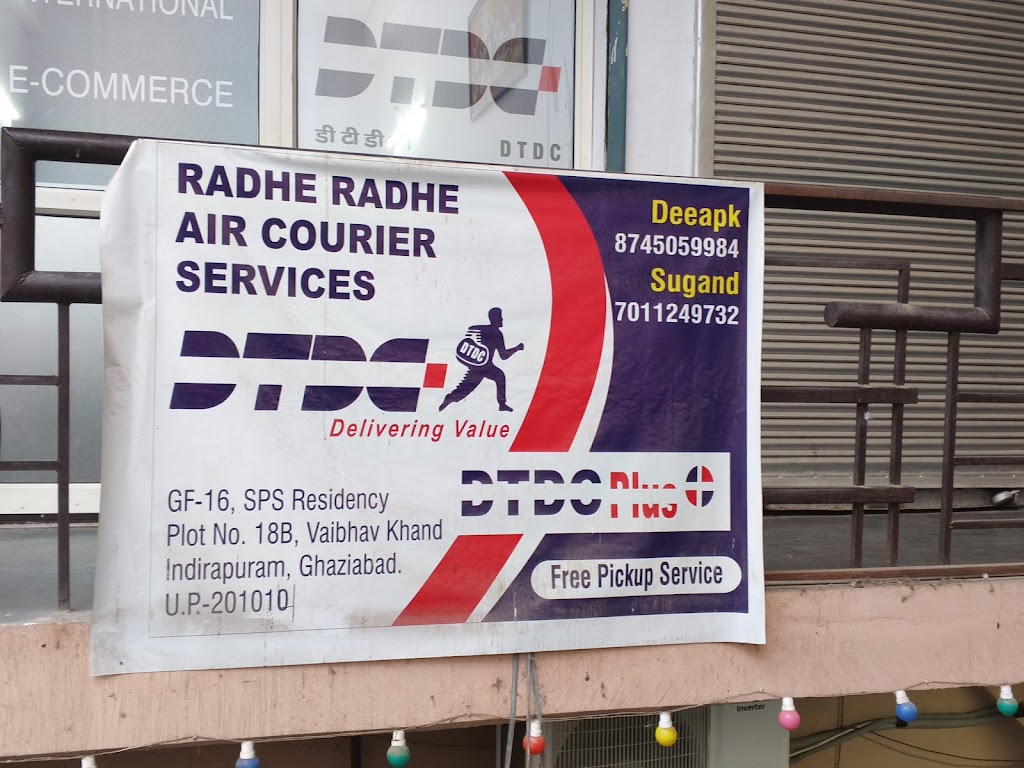 INTERNATIONAL
E-COMMERCE
DTDC
डी टी डी
DTDC
RADHE RADHE
AIR COURIER
SERVICES
DTDC
DTDC
Delivering Value
Deeapk
8745059984
Sugand
7011249732
DTDC Plus
GF-16, SPS Residency
Plot No. 18B, Vaibhav Khand
Indirapuram, Ghaziabad.
U.P.-201010
Free Pickup Service
Inverter